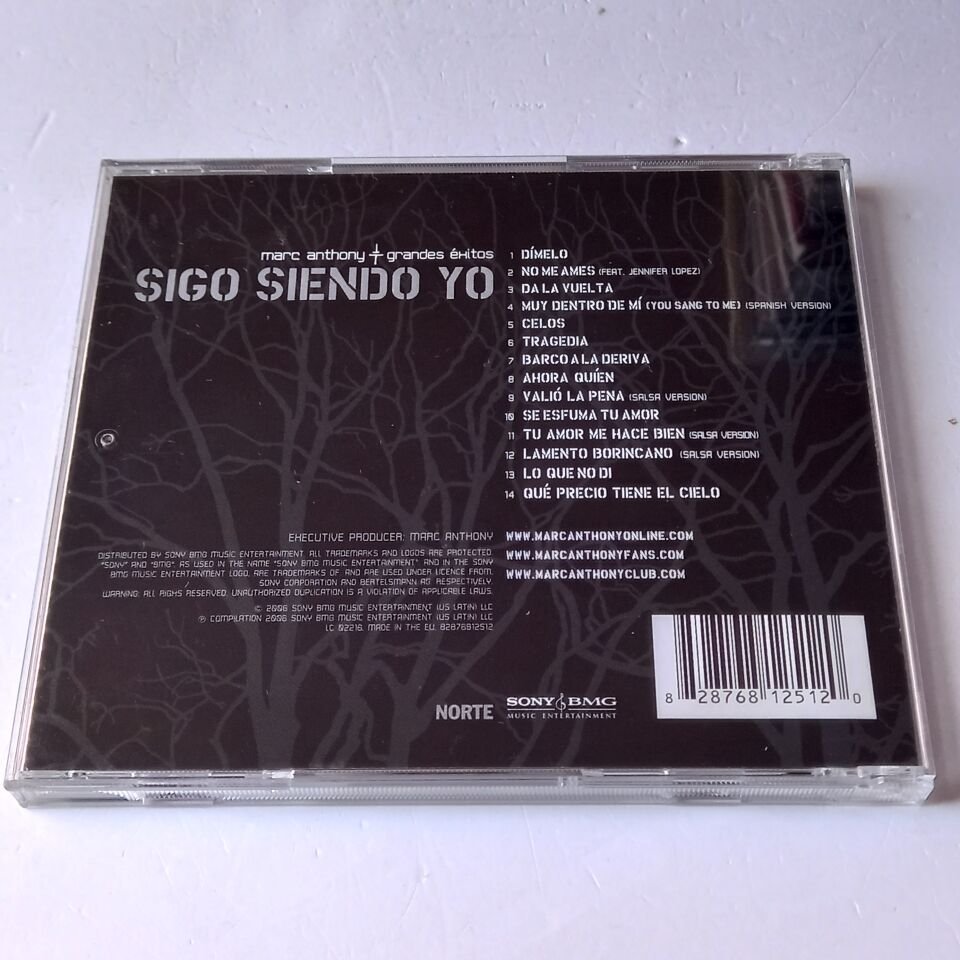 marc anthony + grandes éxitos
SIGO SIENDO YO
1 DÍMELO
2 NO ME AMES (FEAT. JENNIFER LOPEZ)
3 DA LA VUELTA
4 MUY DENTRO DE MÍ (YOU SANG TO ME) (SPANISH VERSION)
5 CELOS
6 TRAGEDIA
7 BARCO A LA DERIVA
8 AHORA QUÍEN
9 VALIÓ LA PENA (SALSA VERSION)
10 SE ESFUMA TU AMOR
11 TU AMOR ME HACE BIEN (SALSA VERSION)
12 LAMENTO BORINCANO (SALSA VERSION)
13 LO QUE NO DI
14 QUÉ PRECIO TIENE EL CIELO
EXECUTIVE PRODUCER: MARC ANTHONY
DISTRIBUTED BY SONY BMG MUSIC ENTERTAINMENT. ALL TRADEMARKS AND LOGOS ARE PROTECTED.
"SONY" AND "BMG" AS USED IN THE NAME "SONY BMG MUSIC ENTERTAINMENT" AND IN THE SONY
BMG MUSIC ENTERTAINMENT LOGO, ARE TRADEMARKS OF, AND ARE USED UNDER LICENCE FROM,
SONY CORPORATION AND BERTELSMANN AG, RESPECTIVELY.
WARNING: ALL RIGHS RESERVED. UNAUTHORIZED DUPLICATION IS A VIOLATION OF APPLICABLE LAWS.
© 2006 SONY BMG MUSIC ENTERTAINMENT (US LATIN) LLC
℗ COMPILATION 2006 SONY BMG MUSIC ENTERTAINMENT (US LATIN) LLC
LC 02216. MADE IN THE EU. 82876812512
WWW.MARCANTHONYONLINE.COM
WWW.MARCANTHONYFANS.COM
WWW.MARCANTHONYCLUB.COM
NORTE
SONY BMG
MUSIC ENTERTAINMENT
8 28768 12512 0